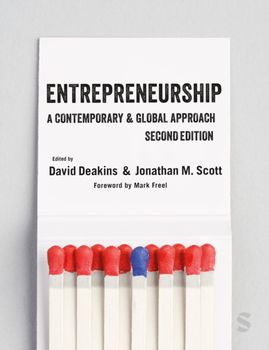 ENTREPRENEURSHIP
A CONTEMPORARY & GLOBAL APPROACH
SECOND EDITION
Edited by
David Deakins & Jonathan M. Scott
Foreword by Mark Freel
S